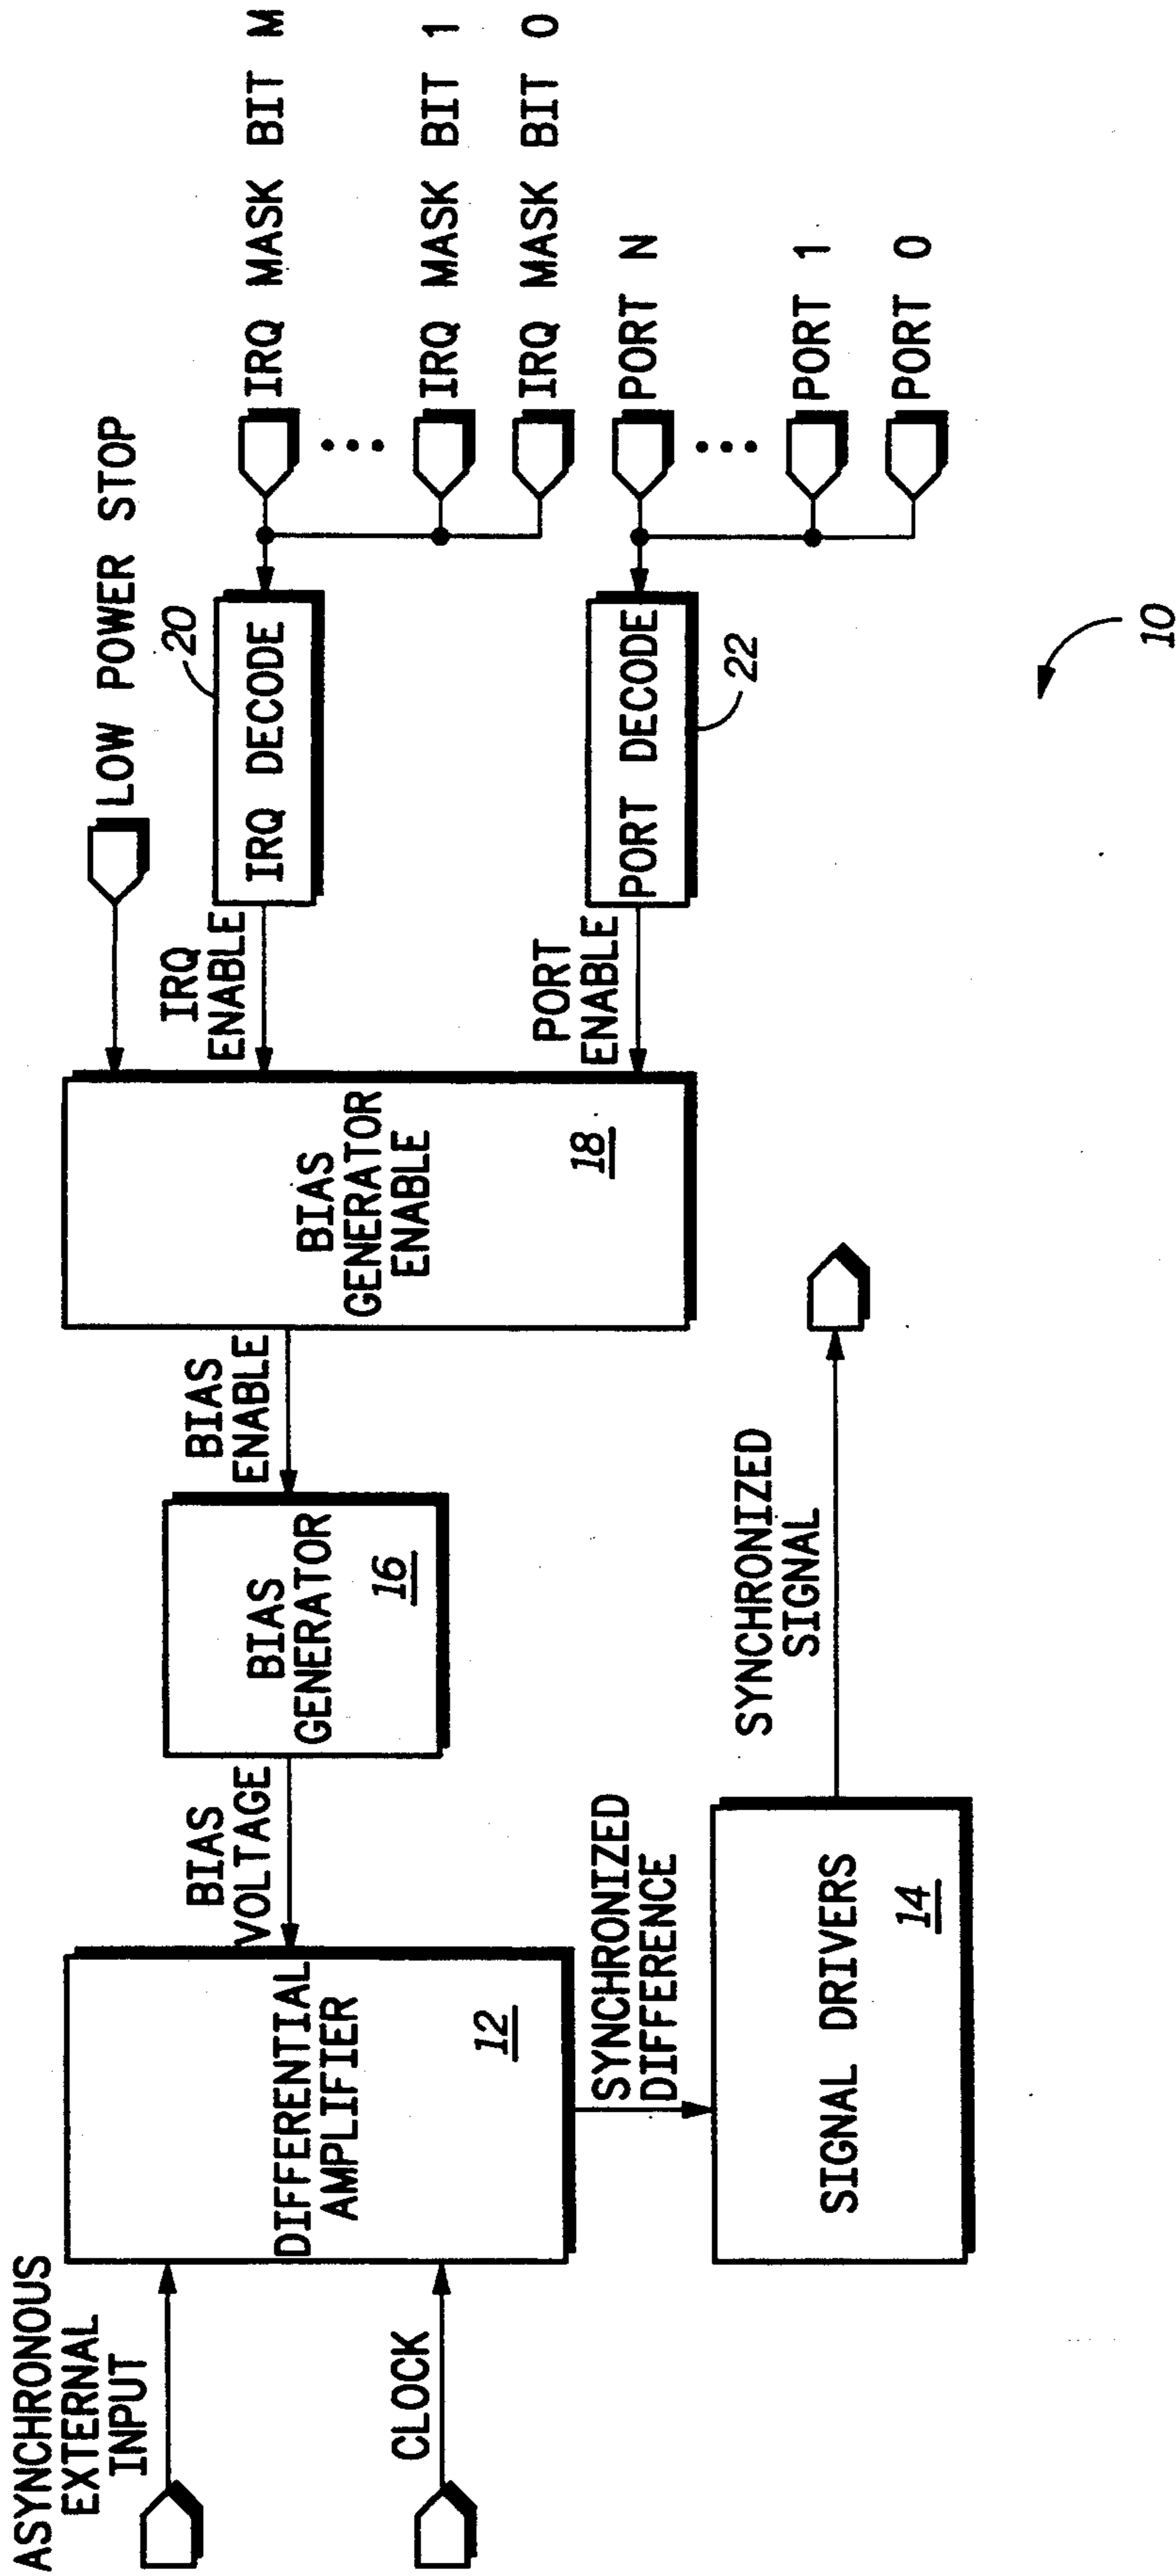 ASYNCHRONOUS
EXTERNAL
INPUT
CLOCK
DIFFERENTIAL
AMPLIFIER
12
BIAS
VOLTAGE
BIAS
GENERATOR
16
BIAS
ENABLE
BIAS
GENERATOR
ENABLE
18
LOW POWER STOP
IRQ
ENABLE
IRQ DECODE
20
IRQ MASK BIT M
IRQ MASK BIT 1
IRQ MASK BIT 0
PORT
ENABLE
PORT DECODE
22
PORT N
PORT 1
PORT 0
SYNCHRONIZED
DIFFERENCE
SIGNAL DRIVERS
14
SYNCHRONIZED
SIGNAL
10